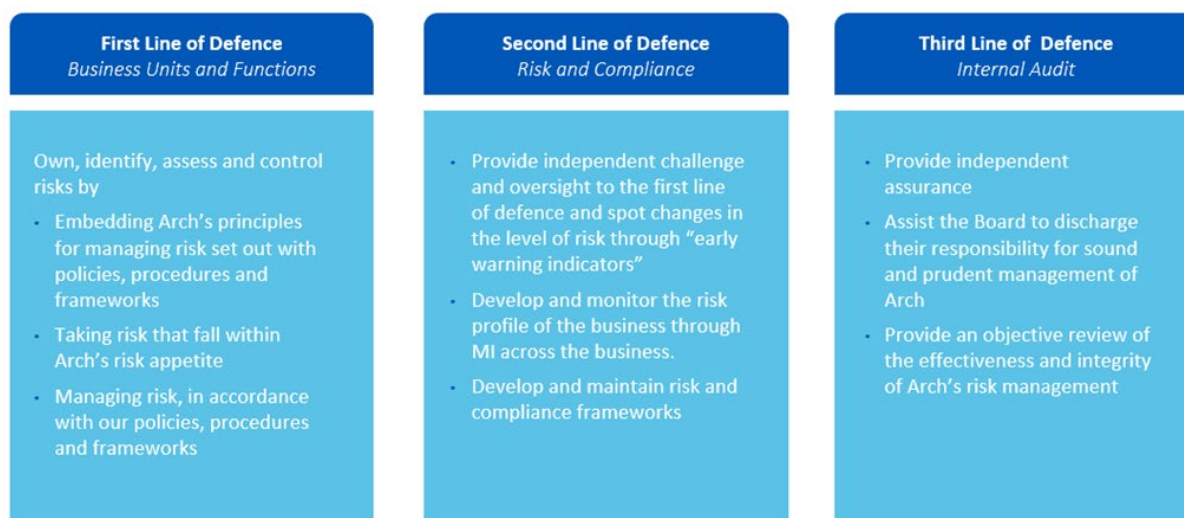 First Line of Defence
Business Units and Functions
Own, identify, assess and control
risks by
• Embedding Arch's principles
for managing risk set out with
policies, procedures and
frameworks
• Taking risk that fall within
Arch's risk appetite
• Managing risk, in accordance
with our policies, procedures
and frameworks
Second Line of Defence
Risk and Compliance
• Provide independent challenge
and oversight to the first line
of defence and spot changes in
the level of risk through “early
warning indicators”
• Develop and monitor the risk
profile of the business through
MI across the business.
• Develop and maintain risk and
compliance frameworks
Third Line of Defence
Internal Audit
• Provide independent
assurance
• Assist the Board to discharge
their responsibility for sound
and prudent management of
Arch
• Provide an objective review of
the effectiveness and integrity
of Arch's risk management